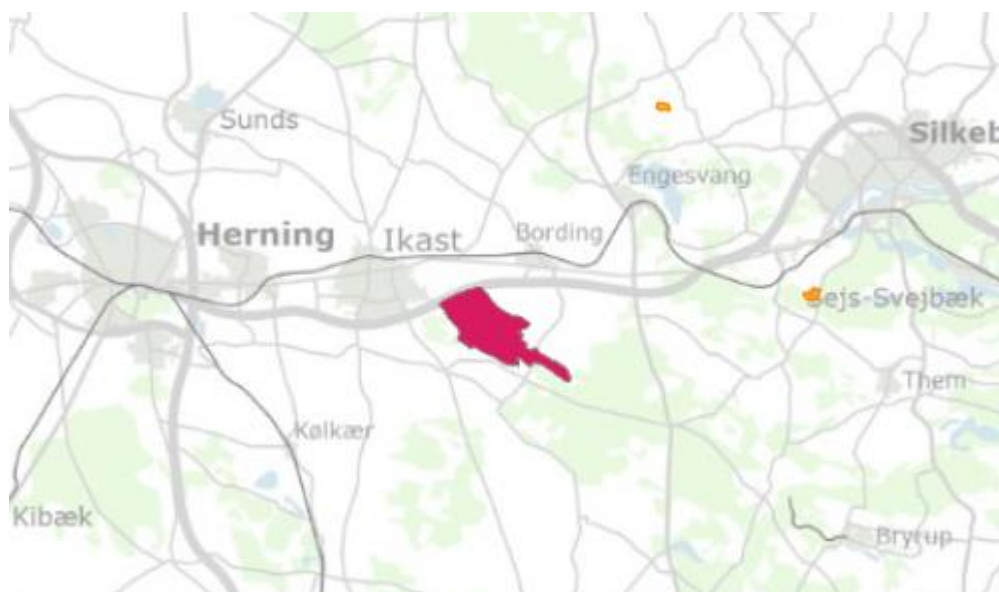 Sunds
Silkeb
Engesvang
Herning
Ikast
Bording
ejs-Svejbæk
Them
Kølkær
Kibæk
Bryrup